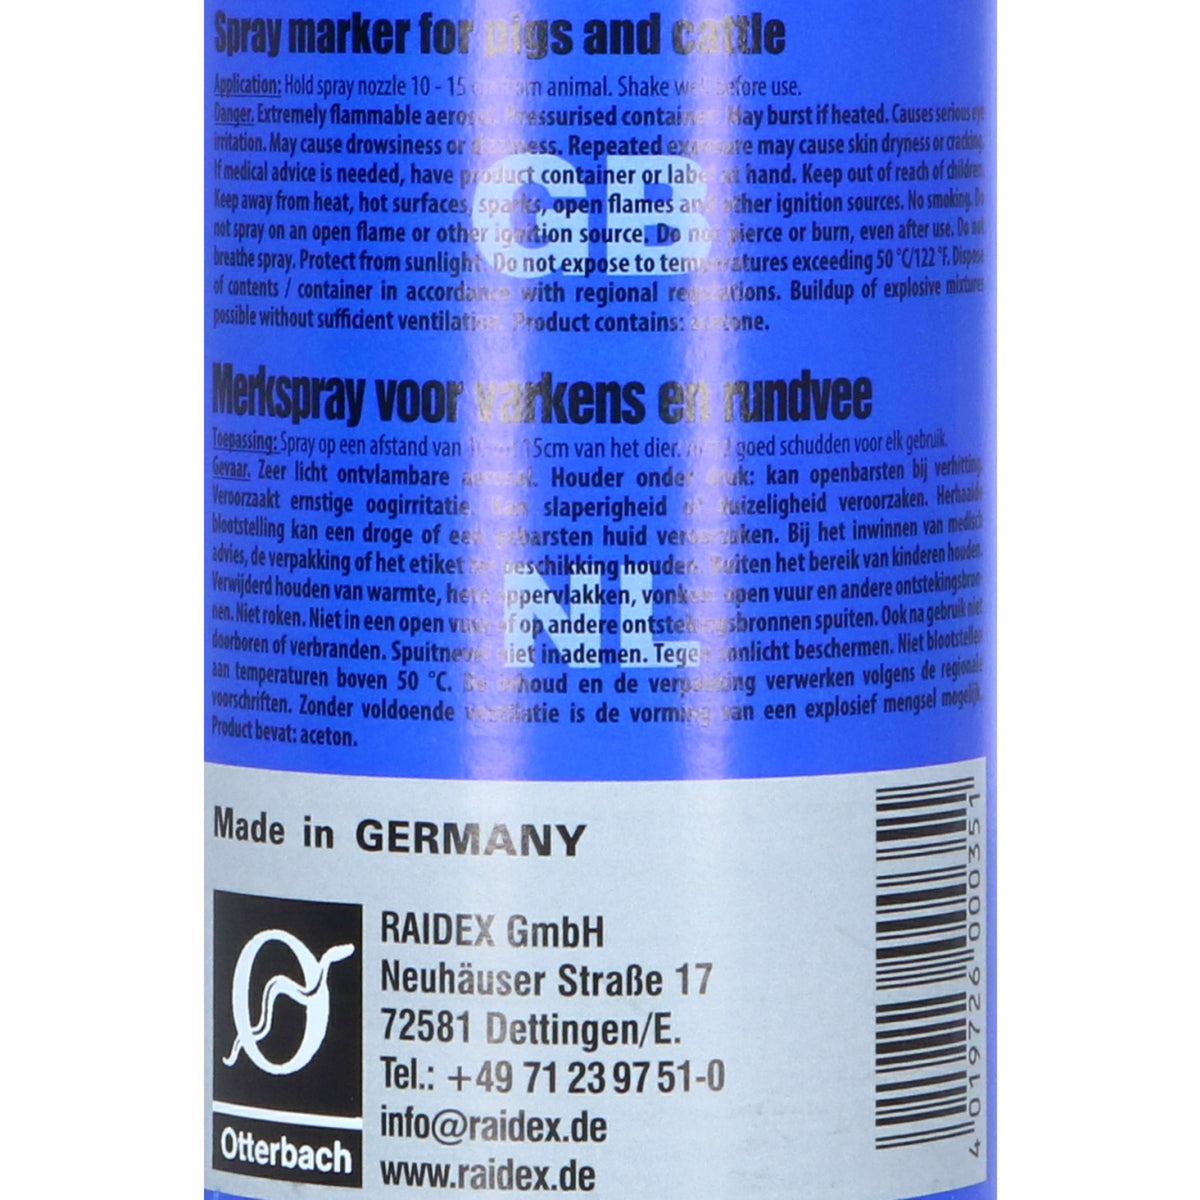 Spray marker for pigs and cattle
Application: Hold spray nozzle 10 - 15 cm from animal. Shake well before use.
Danger. Extremely flammable aerosol. Pressurised container: May burst if heated. Causes serious eye
irritation. May cause drowsiness or dizziness. Repeated exposure may cause skin dryness or cracking.
If medical advice is needed, have product container or label at hand. Keep out of reach of children.
Keep away from heat, hot surfaces, sparks, open flames and other ignition sources. No smoking. Do
not spray on an open flame or other ignition source. Do not pierce or burn, even after use. Do not
breathe spray. Protect from sunlight. Do not expose to temperatures exceeding 50 °C/122 °F. Dispose
of contents / container in accordance with regional regulations. Buildup of explosive mixtures
possible without sufficient ventilation. Product contains: acetone.
GB
Merkspray voor varkens en rundvee
Toepassing: Spray op een afstand van 15cm van het dier. goed schudden voor elk gebruik.
Gevaar. Zeer licht ontvlambare aerosol. Houder onder druk: kan openbarsten bij verhitting.
Veroorzaakt ernstige oogirritatie. Kan slaperigheid of duizeligheid veroorzaken. Herhaalde
blootstelling kan een droge of een gebarsten huid veroorzaken. Bij het inwinnen van medisch
advies, de verpakking of het etiket ter beschikking houden. Buiten het bereik van kinderen houden.
Verwijderd houden van warmte, hete oppervlakken, vonken, open vuur en andere ontstekingsbron-
nen. Niet roken. Niet in een open vuur of op andere ontstekingsbronnen spuiten. Ook na gebruik niet
doorboren of verbranden. Spuitnevel niet inademen. Tegen zonlicht beschermen. Niet blootstellen
aan temperaturen boven 50 °C. De inhoud en de verpakking verwerken volgens de regionale
voorschriften. Zonder voldoende ventilatie is de vorming van een explosief mengsel mogelijk.
Product bevat: aceton.
NL
Made in GERMANY
RAIDEX GmbH
Neuhäuser Straße 17
72581 Dettingen/E.
Tel.: +49 71 23 97 51-0
info@raidex.de
www.raidex.de
Otterbach
4 019726 000351